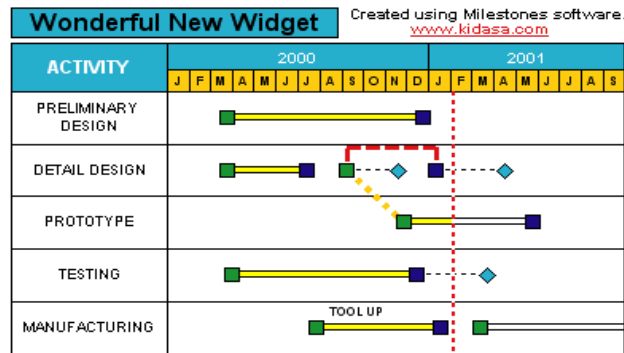 Wonderful New Widget
Created using Milestones software.
www.kidasa.com
ACTIVITY
2000 2001
J F M A M J J A S O N D J F M A M J J A S
PRELIMINARY
DESIGN
DETAIL DESIGN
PROTOTYPE
TESTING
TOOL UP
MANUFACTURING